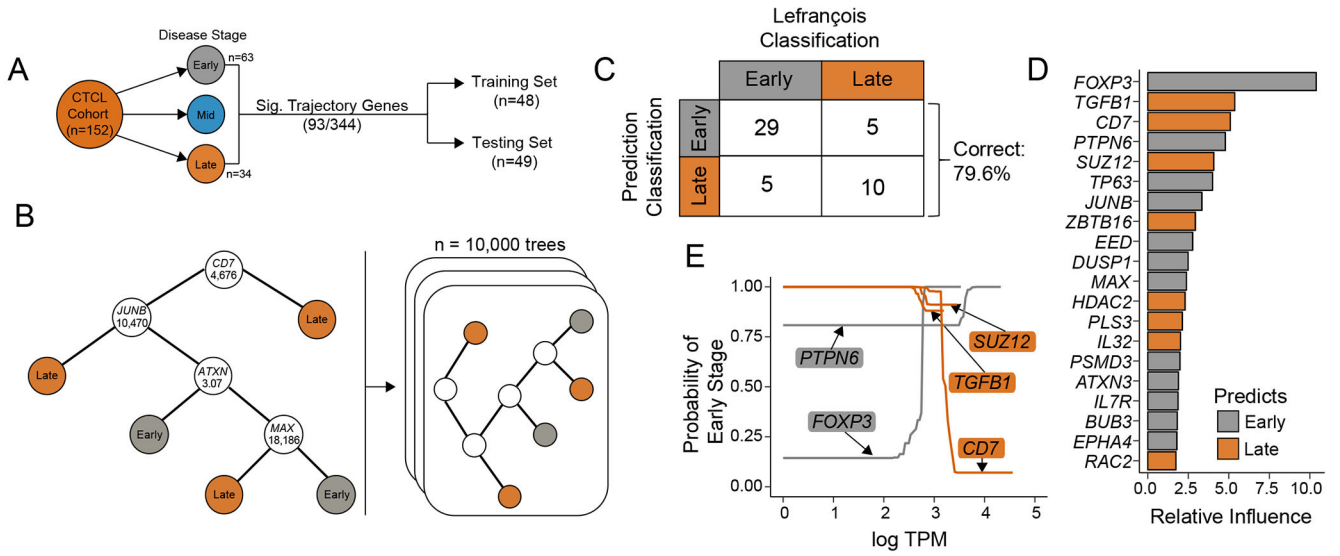 A
Disease Stage
CTCL
Cohort
(n=152)
Early
n=63
Mid
Late
n=34
Sig. Trajectory Genes
(93/344)
Training Set
(n=48)
Testing Set
(n=49)
B
CD7
4,676
JUNB
10,470
Late
Late
ATXN
3.07
Early
MAX
18,186
Late
Early
n = 10,000 trees
C
Lefrançois
Classification
Early
Late
Prediction
Classification
Early
29
5
Late
5
10
Correct:
79.6%
D
FOXP3
TGFB1
CD7
PTPN6
SUZ12
TP63
JUNB
ZBTB16
EED
DUSP1
MAX
HDAC2
PLS3
IL32
PSMD3
ATXN3
IL7R
BUB3
EPHA4
RAC2
Predicts
Early
Late
0.0
2.5
5.0
7.5
10.0
Relative Influence
E
Probability of
Early Stage
1.00
0.75
0.50
0.25
0.00
PTPN6
FOXP3
SUZ12
TGFB1
CD7
0
1
2
3
4
5
log TPM